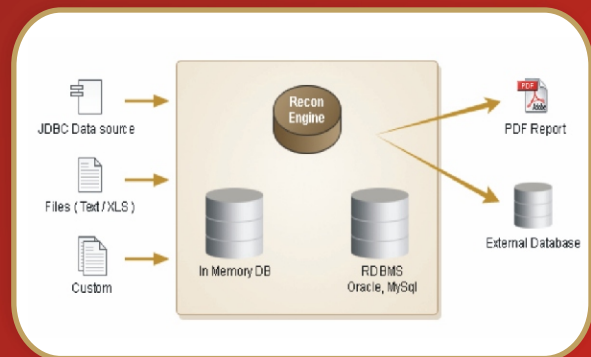 JDBC Data source
Files ( Text / XLS )
Custom
Recon
Engine
In Memory DB
RDBMS
Oracle, MySql
PDF
Adobe
PDF Report
External Database